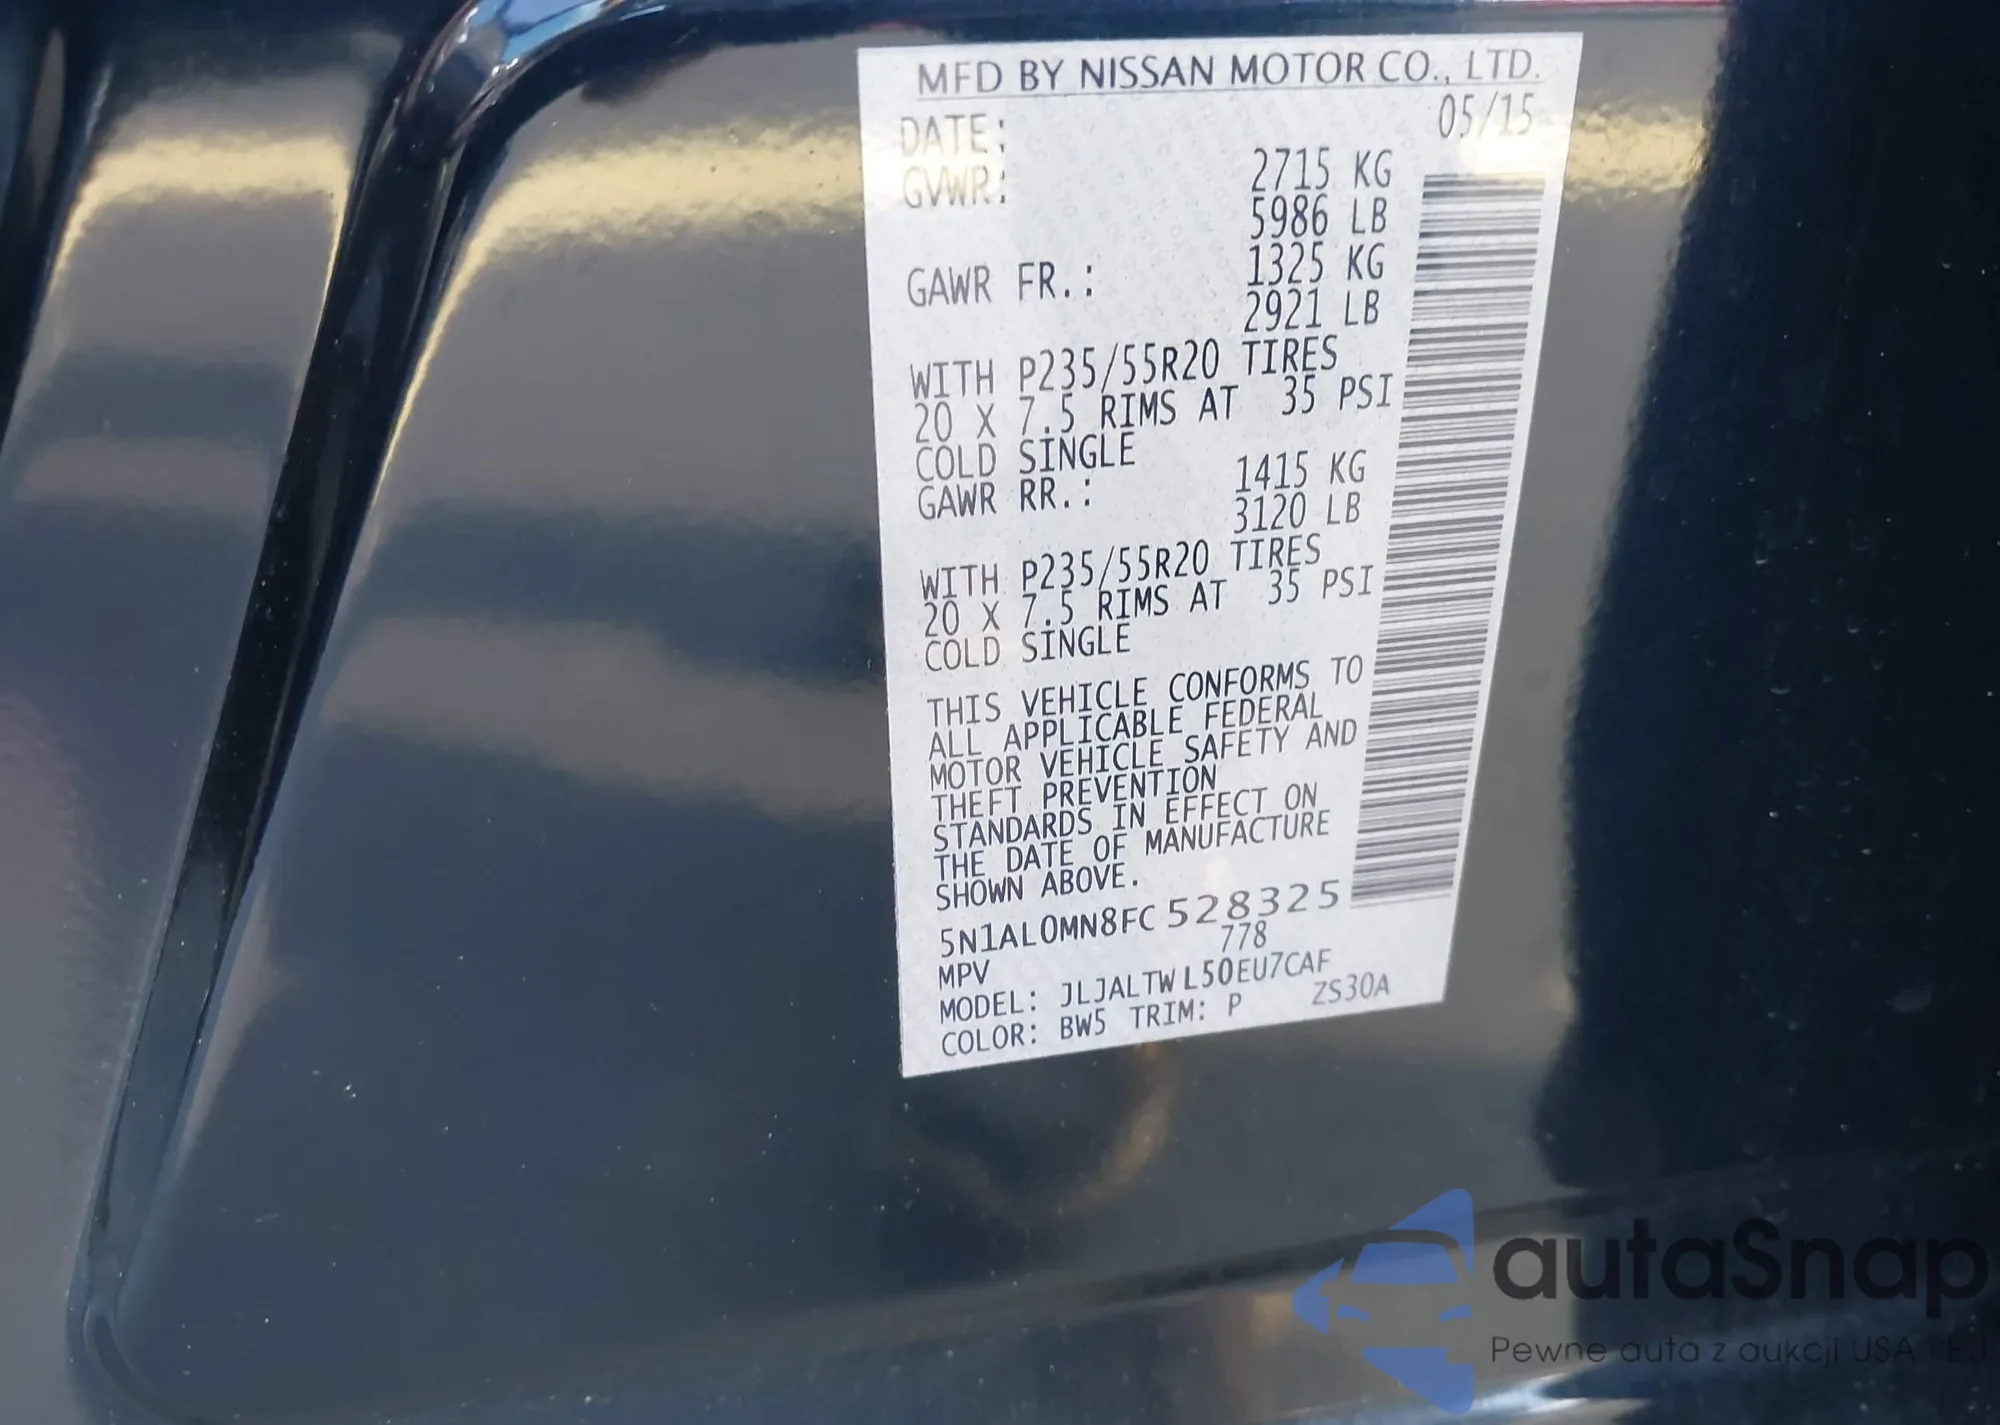 MFD BY NISSAN MOTOR CO., LTD.
DATE: 05/15
GVWR: 2715 KG
5986 LB
GAWR FR.: 1325 KG
2921 LB
WITH P235/55R20 TIRES
20 X 7.5 RIMS AT 35 PSI
COLD SINGLE
GAWR RR.: 1415 KG
3120 LB
WITH P235/55R20 TIRES
20 X 7.5 RIMS AT 35 PSI
COLD SINGLE
THIS VEHICLE CONFORMS TO
ALL APPLICABLE FEDERAL
MOTOR VEHICLE SAFETY AND
THEFT PREVENTION
STANDARDS IN EFFECT ON
THE DATE OF MANUFACTURE
SHOWN ABOVE.
5N1AL0MN8FC528325
MPV 778
MODEL: JLJALTWL50EU7CAF
COLOR: BW5 TRIM: P ZS30A
autaSnap
Pewne auta z aukcji USA i EU